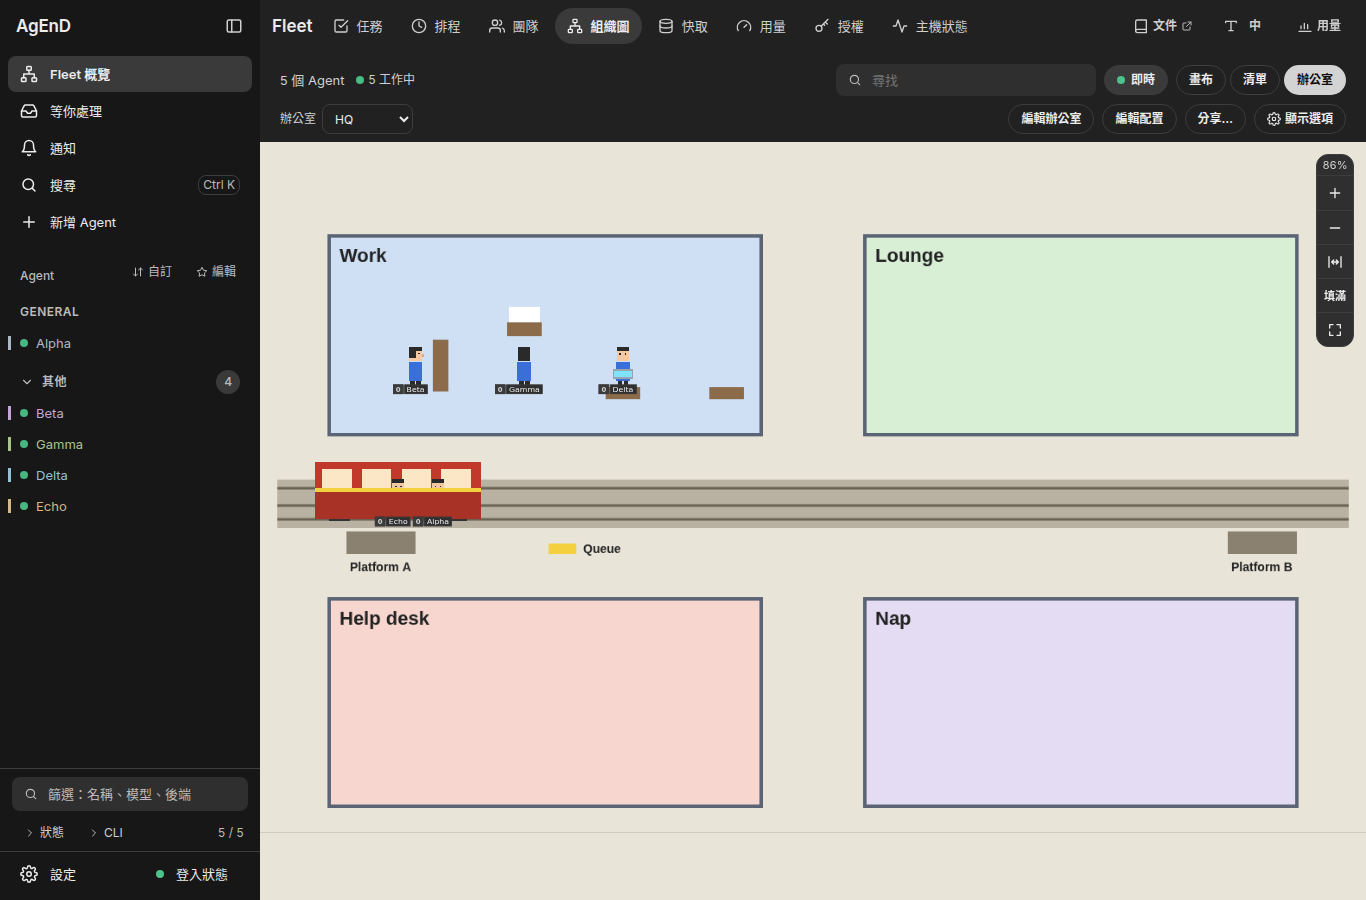 AgEnD
Fleet 概覽
等你處理
通知
搜尋
Ctrl K
新增 Agent
Agent
自訂
編輯
GENERAL
Alpha
其他
4
Beta
Gamma
Delta
Echo
篩選：名稱、模型、後端
狀態
CLI
5 / 5
設定
登入狀態
Fleet
任務
排程
團隊
組織圖
快取
用量
授權
主機狀態
文件
中
用量
5 個 Agent
5 工作中
尋找
即時
畫布
清單
辦公室
辦公室
HQ
編輯辦公室
編輯配置
分享…
顯示選項
86%
填滿
Work
Lounge
0 Beta
0 Gamma
0 Delta
0 Echo
0 Alpha
Platform A
Queue
Platform B
Help desk
Nap